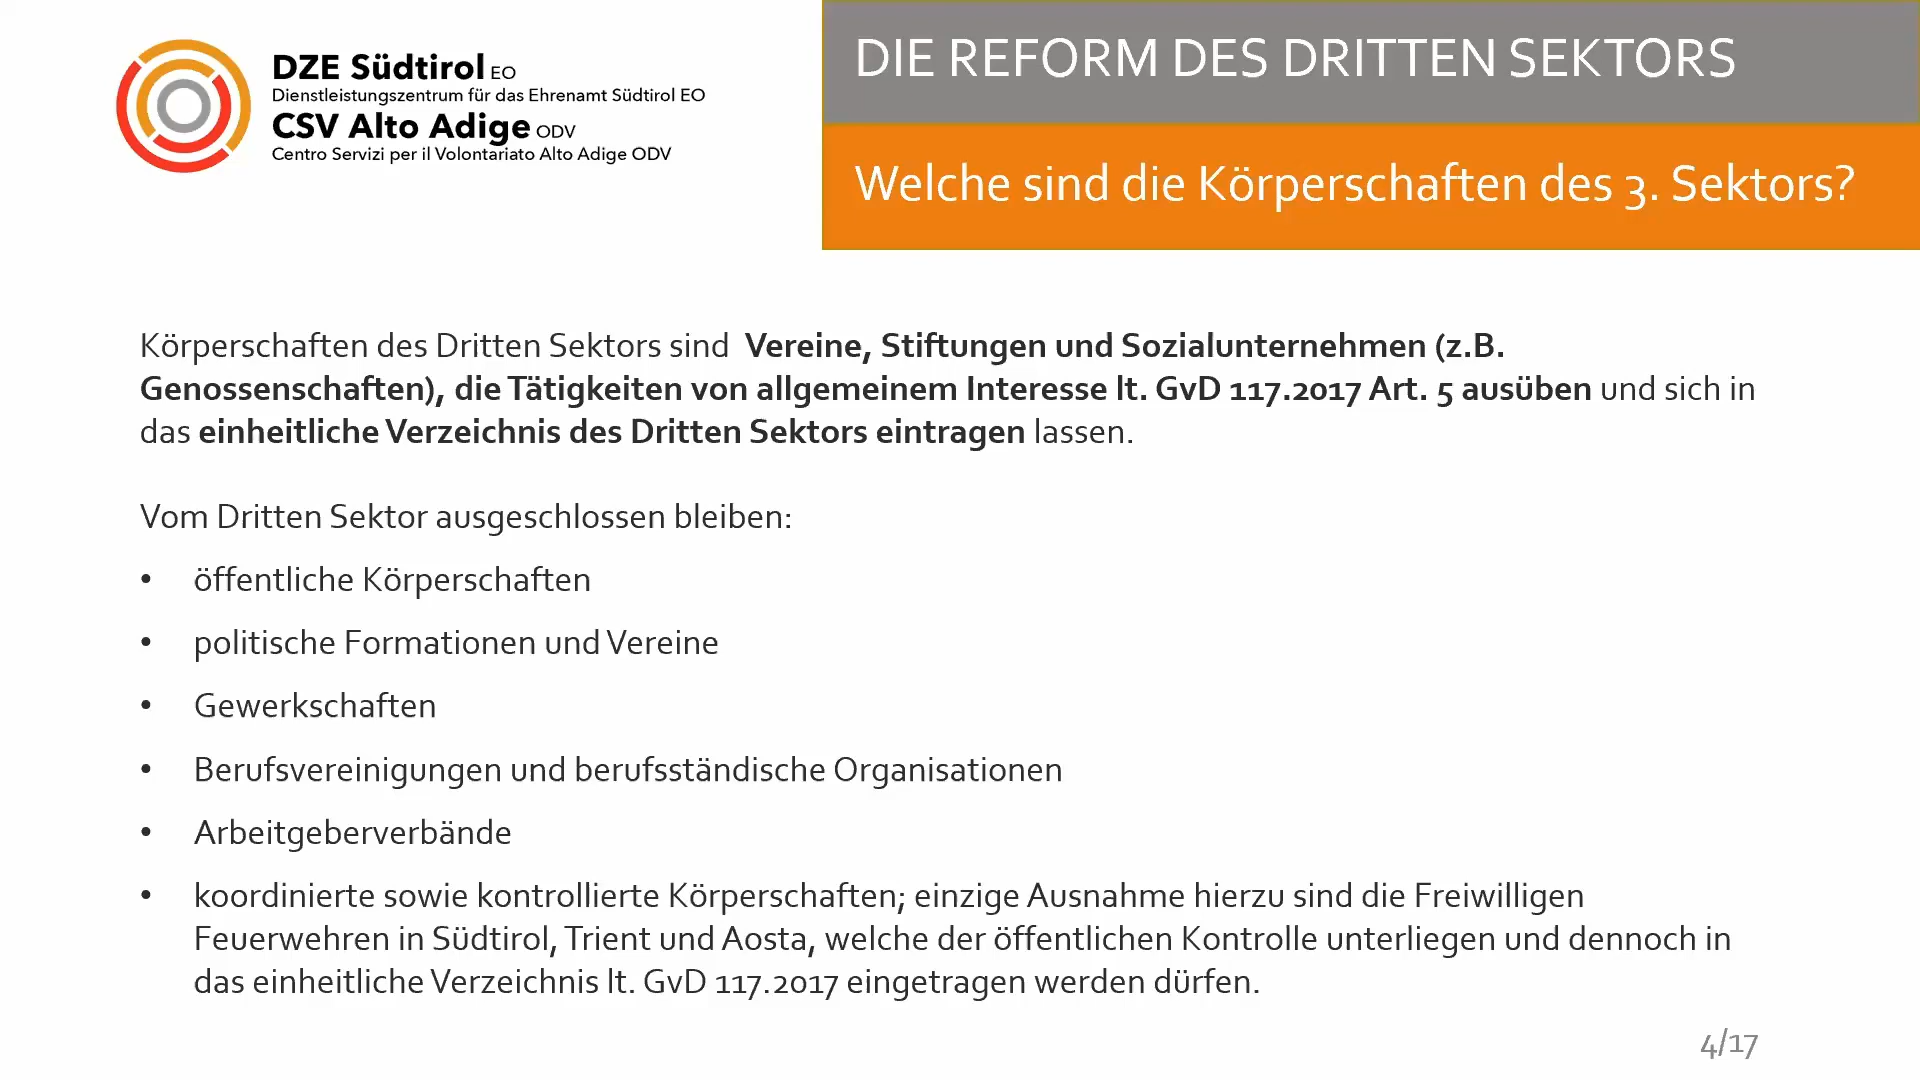 DZE Südtirol EO
Dienstleistungszentrum für das Ehrenamt Südtirol EO
CSV Alto Adige ODV
Centro Servizi per il Volontariato Alto Adige ODV
DIE REFORM DES DRITTEN SEKTORS
Welche sind die Körperschaften des 3. Sektors?
Körperschaften des Dritten Sektors sind Vereine, Stiftungen und Sozialunternehmen (z.B.
Genossenschaften), die Tätigkeiten von allgemeinem Interesse lt. GvD 117.2017 Art. 5 ausüben und sich in
das einheitliche Verzeichnis des Dritten Sektors eintragen lassen.
Vom Dritten Sektor ausgeschlossen bleiben:
• öffentliche Körperschaften
• politische Formationen und Vereine
• Gewerkschaften
• Berufsvereinigungen und berufsständische Organisationen
• Arbeitgeberverbände
• koordinierte sowie kontrollierte Körperschaften; einzige Ausnahme hierzu sind die Freiwilligen
Feuerwehren in Südtirol, Trient und Aosta, welche der öffentlichen Kontrolle unterliegen und dennoch in
das einheitliche Verzeichnis lt. GvD 117.2017 eingetragen werden dürfen.
4/17